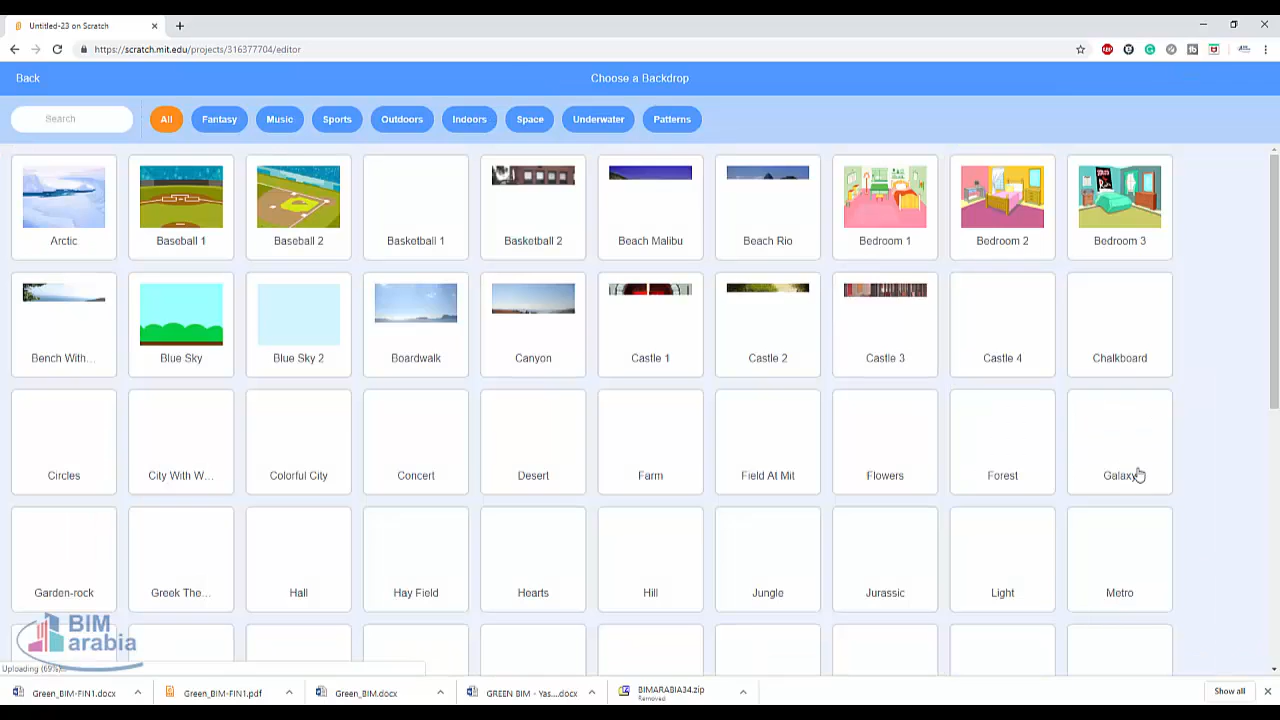 Untitled-23 on Scratch
https://scratch.mit.edu/projects/316377704/editor
Back
Choose a Backdrop
Search
All
Fantasy
Music
Sports
Outdoors
Indoors
Space
Underwater
Patterns
Arctic
Baseball 1
Baseball 2
Basketball 1
Basketball 2
Beach Malibu
Beach Rio
Bedroom 1
Bedroom 2
Bedroom 3
Bench With...
Blue Sky
Blue Sky 2
Boardwalk
Canyon
Castle 1
Castle 2
Castle 3
Castle 4
Chalkboard
Circles
City With W...
Colorful City
Concert
Desert
Farm
Field At Mit
Flowers
Forest
Galaxy
Garden-rock
Greek The...
Hall
Hay Field
Hearts
Hill
Jungle
Jurassic
Light
Metro
BIM
arabia
Uploading (69%)...
Green_BIM-FIN1.docx
Green_BIM-FIN1.pdf
Green_BIM.docx
GREEN BIM - Yas....docx
BIMARABIA34.zip
Removed
Show all